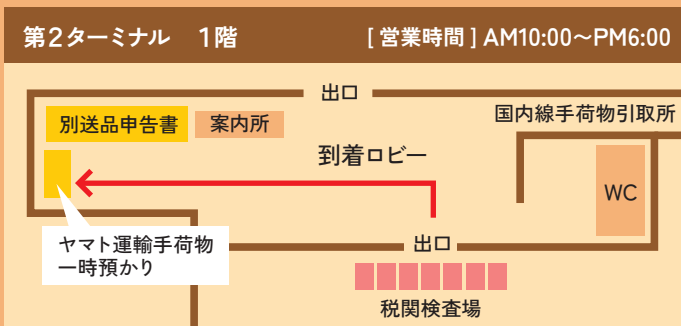 第2ターミナル　1階
[ 営業時間 ] AM10:00〜PM6:00
出口
国内線手荷物引取所
別送品申告書
案内所
到着ロビー
WC
ヤマト運輸手荷物
一時預かり
出口
税関検査場